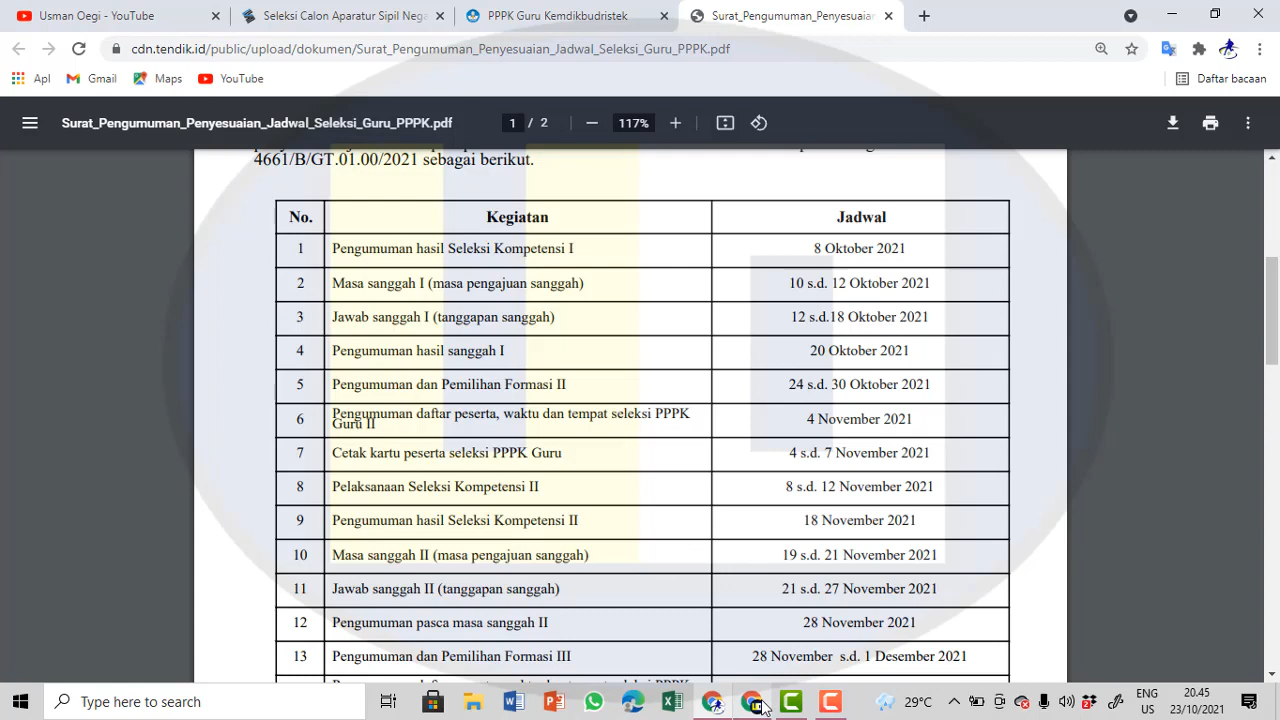 Usman Oegi - YouTube
Seleksi Calon Aparatur Sipil Nega
PPPK Guru Kemdikbudristek
Surat_Pengumuman_Penyesuaian
cdn.tendik.id/public/upload/dokumen/Surat_Pengumuman_Penyesuaian_Jadwal_Seleksi_Guru_PPPK.pdf
Apl
Gmail
Maps
YouTube
Daftar bacaan
Surat_Pengumuman_Penyesuaian_Jadwal_Seleksi_Guru_PPPK.pdf
1 / 2
117%
4661/B/GT.01.00/2021 sebagai berikut.
No. Kegiatan Jadwal
1 Pengumuman hasil Seleksi Kompetensi I 8 Oktober 2021
2 Masa sanggah I (masa pengajuan sanggah) 10 s.d. 12 Oktober 2021
3 Jawab sanggah I (tanggapan sanggah) 12 s.d.18 Oktober 2021
4 Pengumuman hasil sanggah I 20 Oktober 2021
5 Pengumuman dan Pemilihan Formasi II 24 s.d. 30 Oktober 2021
6 Pengumuman daftar peserta, waktu dan tempat seleksi PPPK
Guru II 4 November 2021
7 Cetak kartu peserta seleksi PPPK Guru 4 s.d. 7 November 2021
8 Pelaksanaan Seleksi Kompetensi II 8 s.d. 12 November 2021
9 Pengumuman hasil Seleksi Kompetensi II 18 November 2021
10 Masa sanggah II (masa pengajuan sanggah) 19 s.d. 21 November 2021
11 Jawab sanggah II (tanggapan sanggah) 21 s.d. 27 November 2021
12 Pengumuman pasca masa sanggah II 28 November 2021
13 Pengumuman dan Pemilihan Formasi III 28 November s.d. 1 Desember 2021
Type here to search
29°C
ENG
ID
20.45
23/10/2021